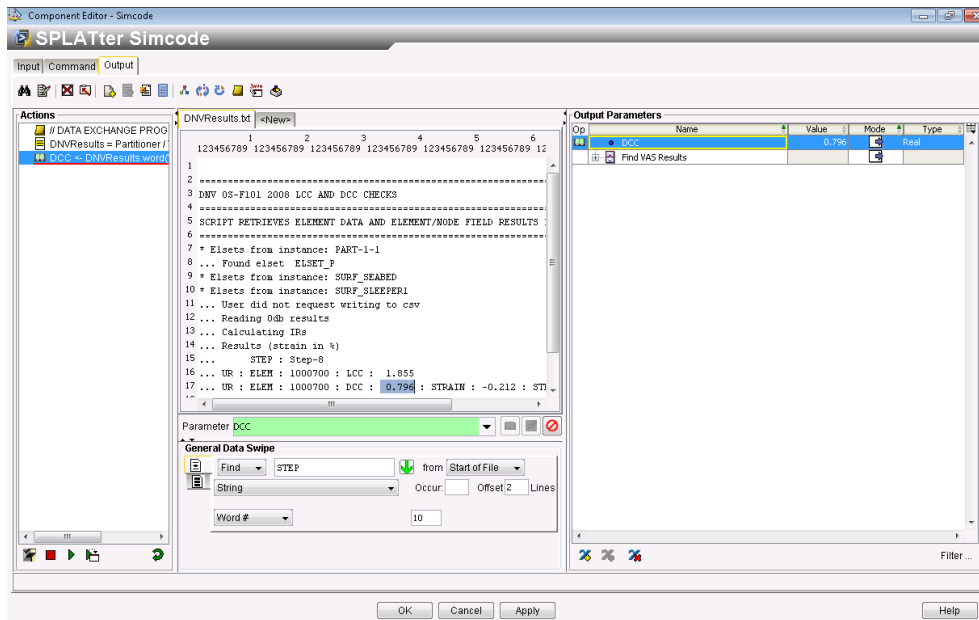 Component Editor - Simcode
SPLATter Simcode
Input Command Output
Actions
// DATA EXCHANGE PROG
DNVResults = Partitioner /
DCC <- DNVResults.word(
DNVResults.txt <New>
1 2 3 4 5 6
123456789 123456789 123456789 123456789 123456789 123456789 12
1
2 ==================================================
3 DNV OS-F101 2008 LCC AND DCC CHECKS
4 ==================================================
5 SCRIPT RETRIEVES ELEMENT DATA AND ELEMENT/NODE FIELD RESULTS
6 ==================================================
7 * Elsets from instance: PART-1-1
8 ... Found elset ELSET_P
9 * Elsets from instance: SURF_SEABED
10 * Elsets from instance: SURF_SLEEPER1
11 ... User did not request writing to csv
12 ... Reading Odb results
13 ... Calculating IRs
14 ... Results (strain in %)
15 ... STEP : Step-8
16 ... UR : ELEM : 1000700 : LCC : 1.855
17 ... UR : ELEM : 1000700 : DCC : 0.796 : STRAIN : -0.212 :
Parameter DCC
General Data Swipe
Find STEP from Start of File
String Occur: Offset 2 Lines
Word # 10
Output Parameters
Op Name Value Mode Type
DCC 0.796 Real
Find VAS Results
Filter ...
OK Cancel Apply Help